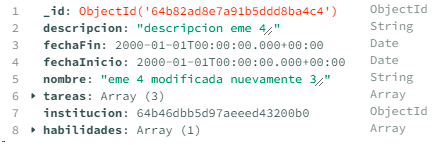 1 _id: ObjectId('64b82ad8e7a91b5ddd8ba4c4') ObjectId
2 descripcion: "descripcion eme 4" String
3 fechaFin: 2000-01-01T00:00:00.000+00:00 Date
4 fechaInicio: 2000-01-01T00:00:00.000+00:00 Date
5 nombre: "eme 4 modificada nuevamente 3" String
6 tareas: Array (3) Array
7 institucion: 64b46dbb5d97aeeed43200b0 ObjectId
8 habilidades: Array (1) Array